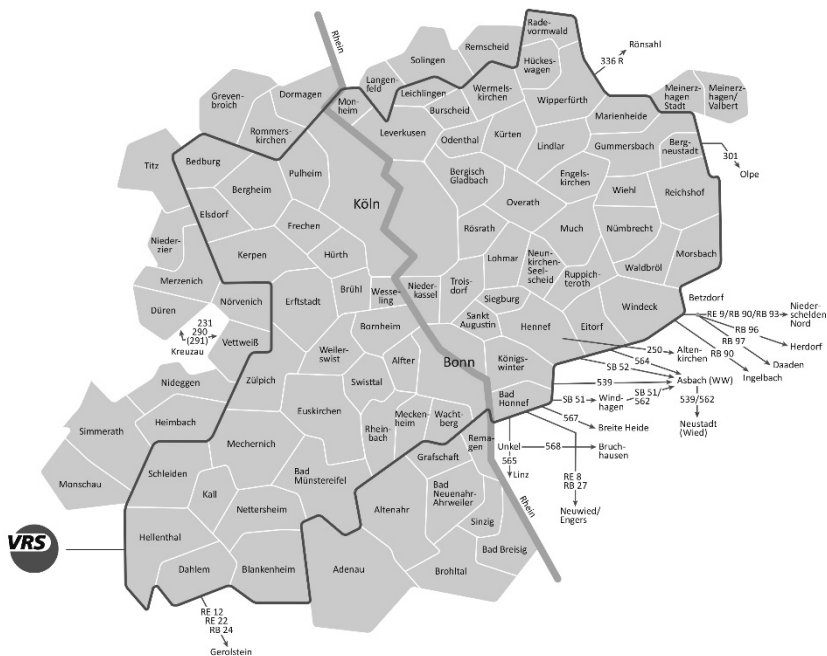 Rhein
Rade-
vormwald
Rönsahl
336 R
Remscheid
Solingen
Hückes-
wagen
Langen-
feld
Leichlingen
Wermels-
kirchen
Meinerz-
hagen
Stadt
Meinerz-
hagen/
Valbert
Greven-
broich
Dormagen
Mon-
heim
Burscheid
Wipperfürth
Marienheide
Rommers-
kirchen
Leverkusen
Odenthal
Kürten
Lindlar
Gummersbach
Berg-
neustadt
301
Olpe
Titz
Bedburg
Pulheim
Bergheim
Bergisch
Gladbach
Engels-
kirchen
Wiehl
Reichshof
Elsdorf
Köln
Overath
Frechen
Rösrath
Much
Nümbrecht
Nieder-
zier
Kerpen
Hürth
Lohmar
Neun-
kirchen-
Seel-
scheid
Ruppich-
teroth
Waldbröl
Morsbach
Merzenich
Düren
Nörvenich
Erftstadt
Brühl
Wesse-
ling
Nieder-
kassel
Trois-
dorf
Siegburg
Windeck
Betzdorf
RE 9/RB 90/RB 93
Nieder-
schelden
Nord
231
290
(291)
Kreuzau
Vettweiß
Bornheim
Sankt
Augustin
Hennef
Eitorf
RB 96
Herdorf
RB 97
Daaden
RB 90
Ingelbach
Weiler-
swist
Alfter
Bonn
Königs-
winter
250
Alten-
kirchen
564
SB 52
Nideggen
Zülpich
Swisttal
Bad
Honnef
539
Asbach (WW)
SB 51
Wind-
hagen
SB 51/
562
539/562
Neustadt
(Wied)
Simmerath
Heimbach
Euskirchen
Rhein-
bach
Mecken-
heim
Wacht-
berg
567
Breite Heide
Mechernich
Rema-
gen
Unkel
568
Bruch-
hausen
565
Linz
Grafschaft
Monschau
Schleiden
Kall
Bad
Münstereifel
Bad
Neuenahr-
Ahrweiler
RE 8
RB 27
Neuwied/
Engers
Nettersheim
Altenahr
Sinzig
Rhein
VRS
Hellenthal
Bad Breisig
Dahlem
Blankenheim
Adenau
Brohltal
RE 12
RE 22
RB 24
Gerolstein